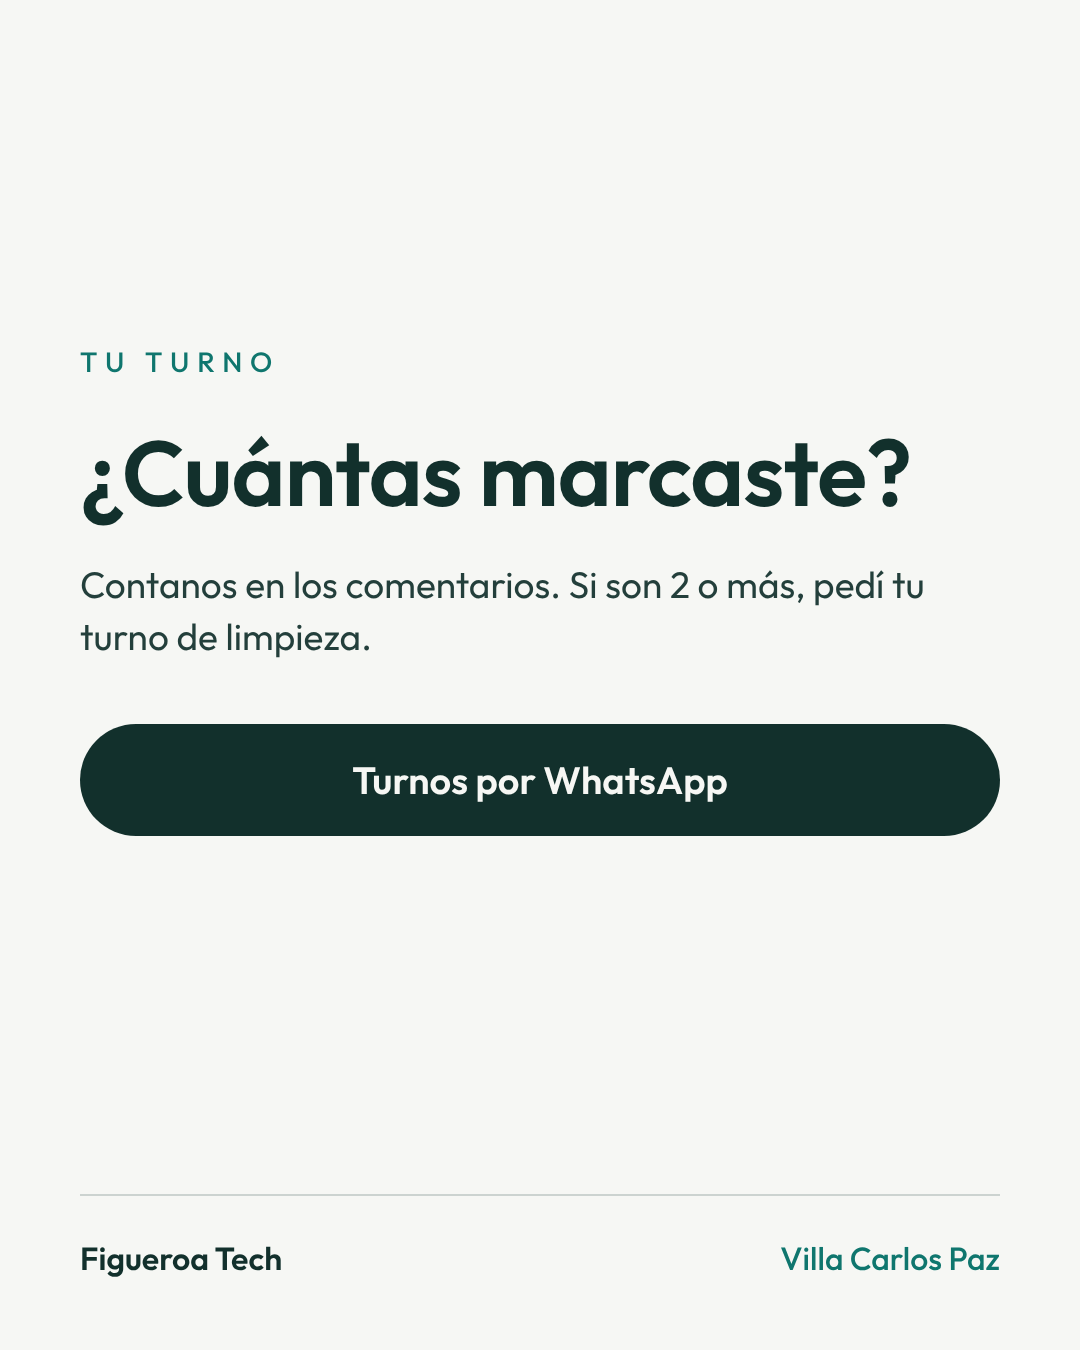 TU TURNO
¿Cuántas marcaste?
Contanos en los comentarios. Si son 2 o más, pedí tu
turno de limpieza.
Turnos por WhatsApp
Figueroa Tech
Villa Carlos Paz